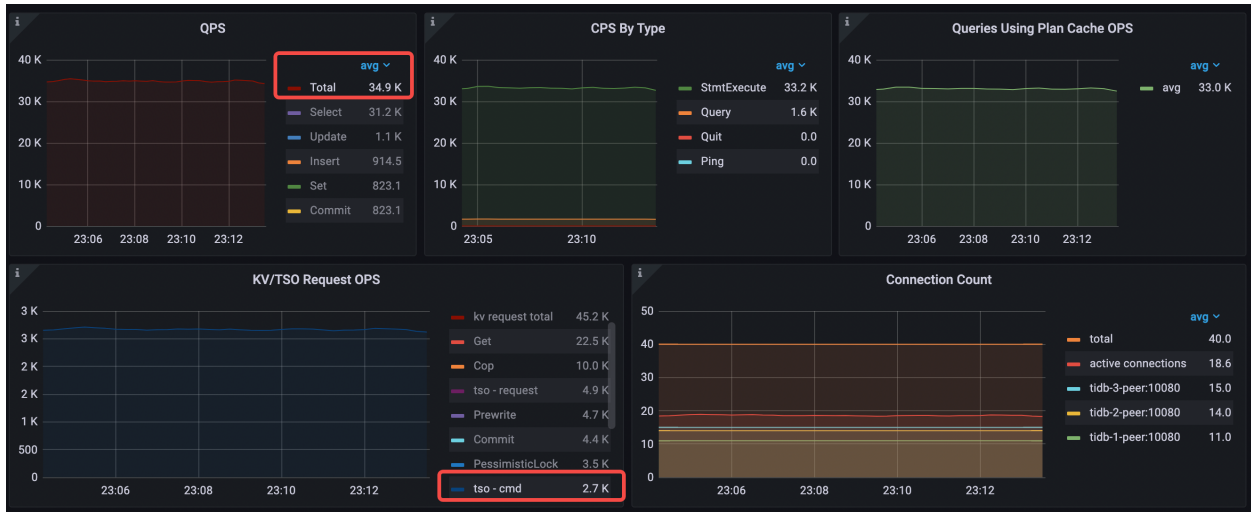 i
QPS
40 K
30 K
20 K
10 K
0
23:06 23:08 23:10 23:12
avg
Total 34.9 K
Select 31.2 K
Update 1.1 K
Insert 914.5
Set 823.1
Commit 823.1
i
CPS By Type
40 K
30 K
20 K
10 K
0
23:05 23:10
avg
StmtExecute 33.2 K
Query 1.6 K
Quit 0.0
Ping 0.0
i
Queries Using Plan Cache OPS
40 K
30 K
20 K
10 K
0
23:06 23:08 23:10 23:12
avg
avg 33.0 K
i
KV/TSO Request OPS
3 K
3 K
2 K
2 K
1 K
500
0
23:06 23:08 23:10 23:12
kv request total 45.2 K
Get 22.5 K
Cop 10.0 K
tso - request 4.9 K
Prewrite 4.7 K
Commit 4.4 K
PessimisticLock 3.5 K
tso - cmd 2.7 K
i
Connection Count
50
40
30
20
10
0
23:06 23:08 23:10 23:12
avg
total 40.0
active connections 18.6
tidb-3-peer:10080 15.0
tidb-2-peer:10080 14.0
tidb-1-peer:10080 11.0